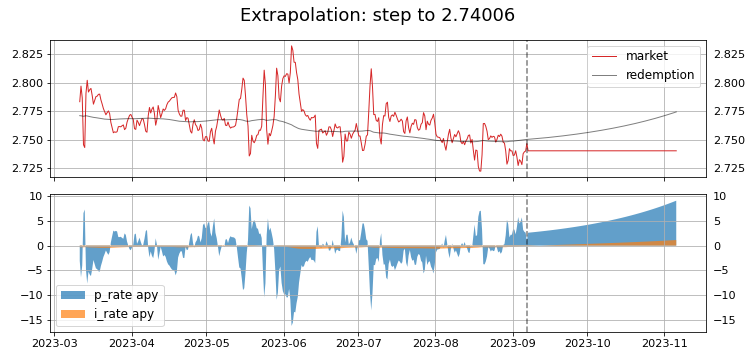 Extrapolation: step to 2.74006
2.825 2.825
2.800 2.800
2.775 2.775
2.750 2.750
2.725 2.725
market
redemption
10 10
5 5
0 0
−5 −5
−10 −10
−15 −15
p_rate apy
i_rate apy
2023-03 2023-04 2023-05 2023-06 2023-07 2023-08 2023-09 2023-10 2023-11